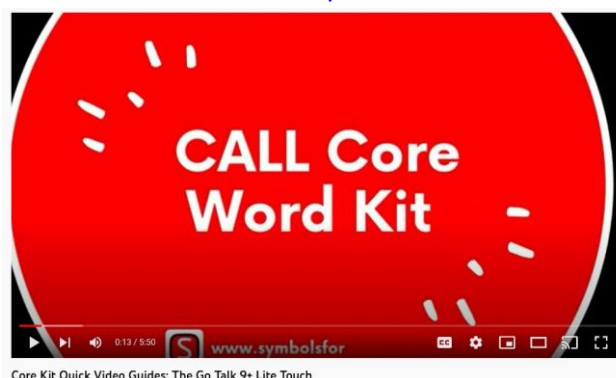 CALL Core
Word Kit
0:13 / 5:50
S www.symbolsfor
CC
Core Kit Quick Video Guides: The Go Talk 9+ Lite Touch